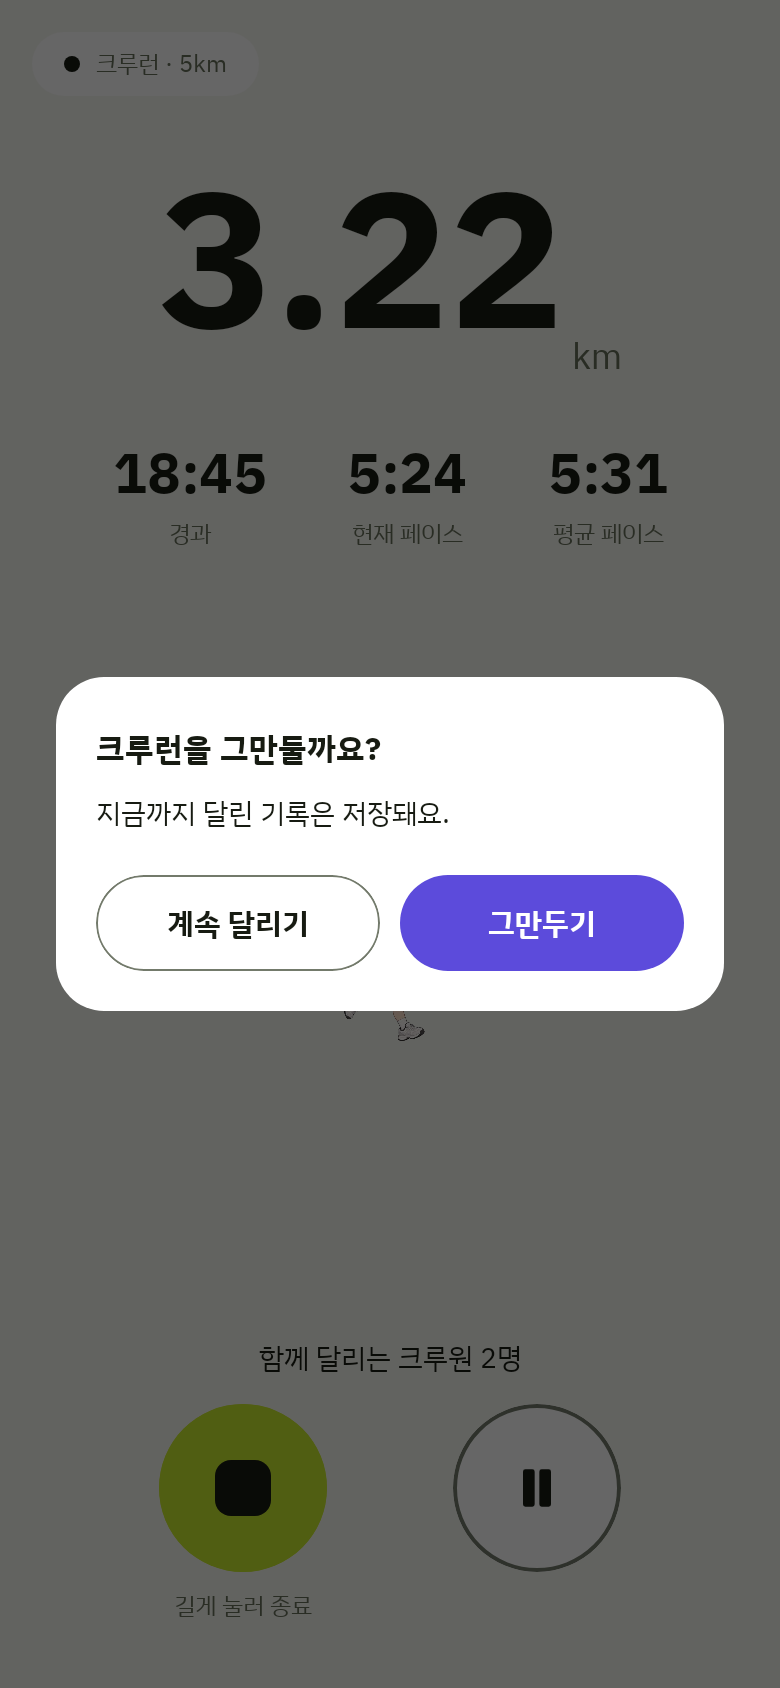 크루런 · 5km
3.22 km
18:45 5:24 5:31
경과 현재 페이스 평균 페이스
크루런을 그만둘까요?
지금까지 달린 기록은 저장돼요.
계속 달리기 그만두기
함께 달리는 크루원 2명
길게 눌러 종료